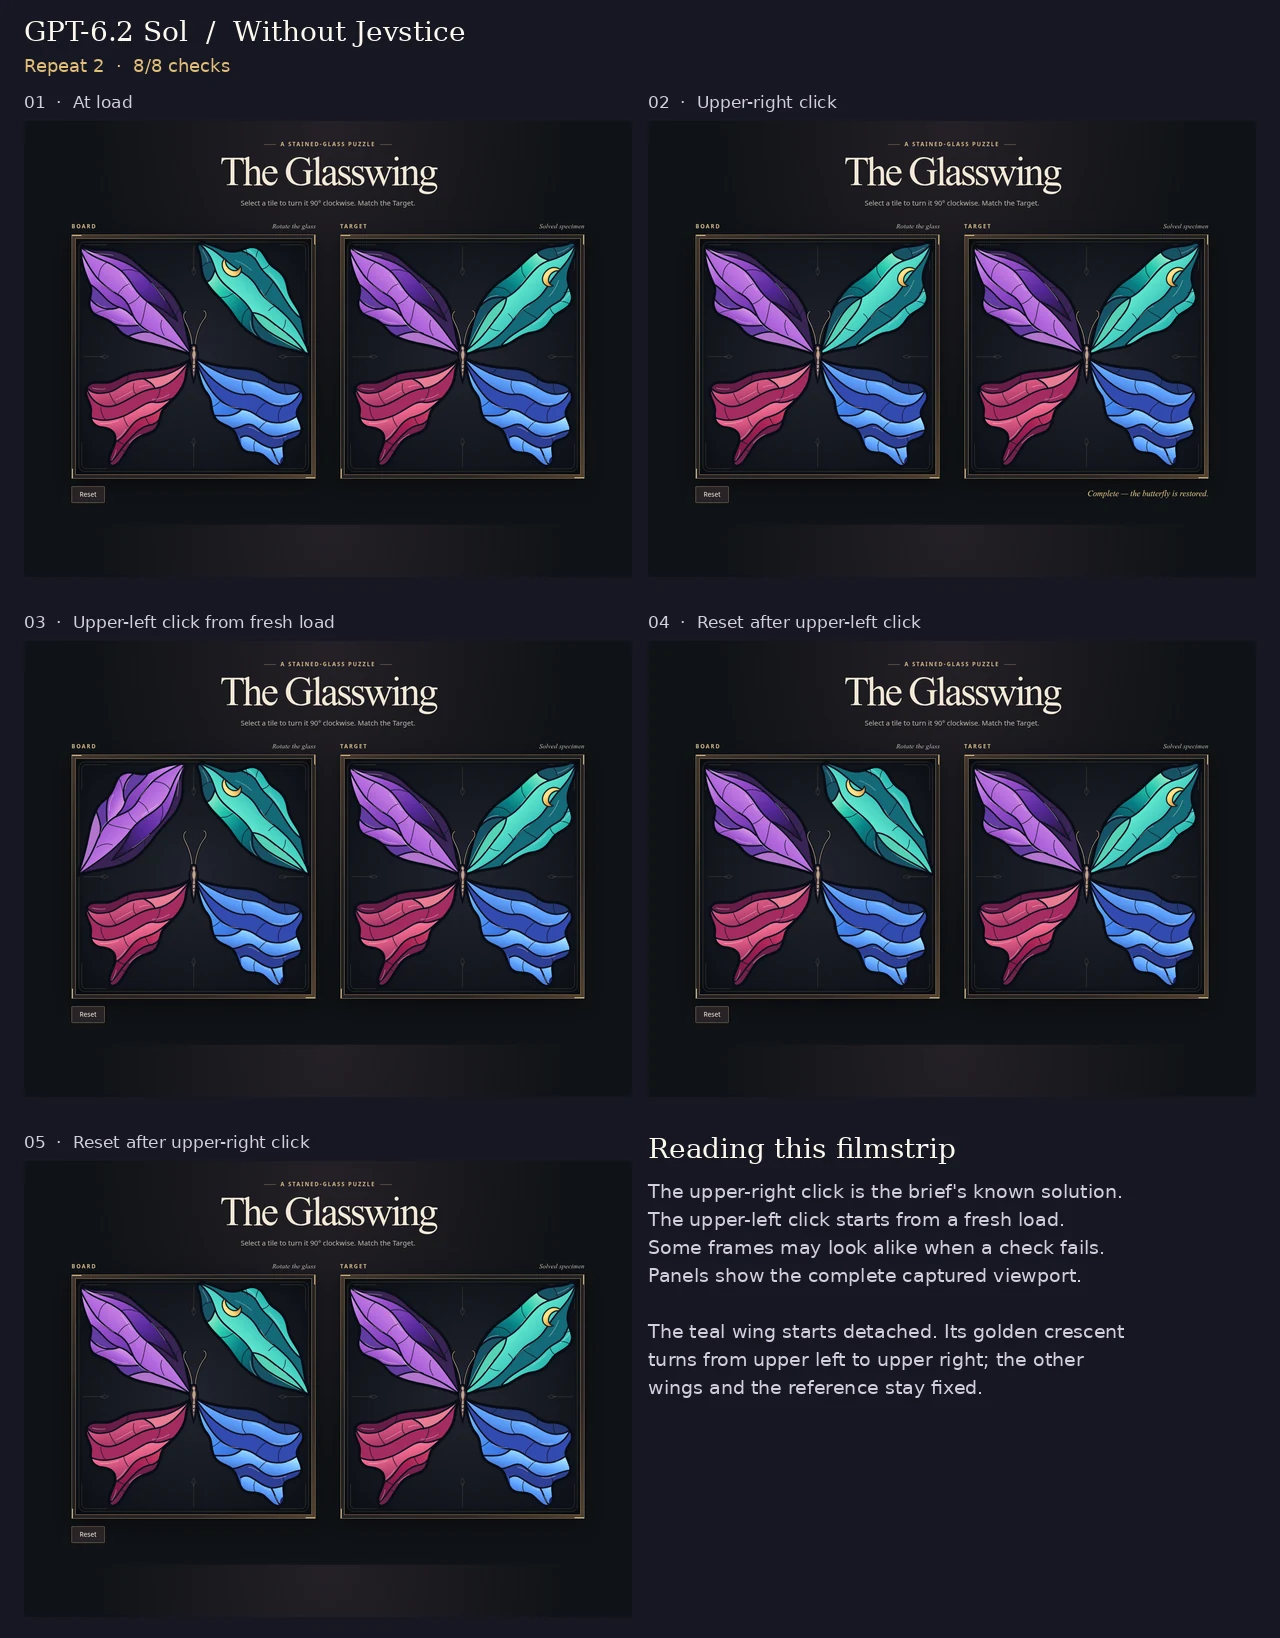 GPT-6.2 Sol / Without Jevstice
Repeat 2 · 8/8 checks
01 · At load
02 · Upper-right click
A STAINED-GLASS PUZZLE
The Glasswing
Select a tile to turn it 90° clockwise. Match the Target.
BOARD Rotate the glass TARGET Solved specimen
Reset
A STAINED-GLASS PUZZLE
The Glasswing
Select a tile to turn it 90° clockwise. Match the Target.
BOARD Rotate the glass TARGET Solved specimen
Reset Complete — the butterfly is restored.
03 · Upper-left click from fresh load
04 · Reset after upper-left click
A STAINED-GLASS PUZZLE
The Glasswing
Select a tile to turn it 90° clockwise. Match the Target.
BOARD Rotate the glass TARGET Solved specimen
Reset
A STAINED-GLASS PUZZLE
The Glasswing
Select a tile to turn it 90° clockwise. Match the Target.
BOARD Rotate the glass TARGET Solved specimen
Reset
05 · Reset after upper-right click
A STAINED-GLASS PUZZLE
The Glasswing
Select a tile to turn it 90° clockwise. Match the Target.
BOARD Rotate the glass TARGET Solved specimen
Reset
Reading this filmstrip
The upper-right click is the brief's known solution.
The upper-left click starts from a fresh load.
Some frames may look alike when a check fails.
Panels show the complete captured viewport.
The teal wing starts detached. Its golden crescent
turns from upper left to upper right; the other
wings and the reference stay fixed.